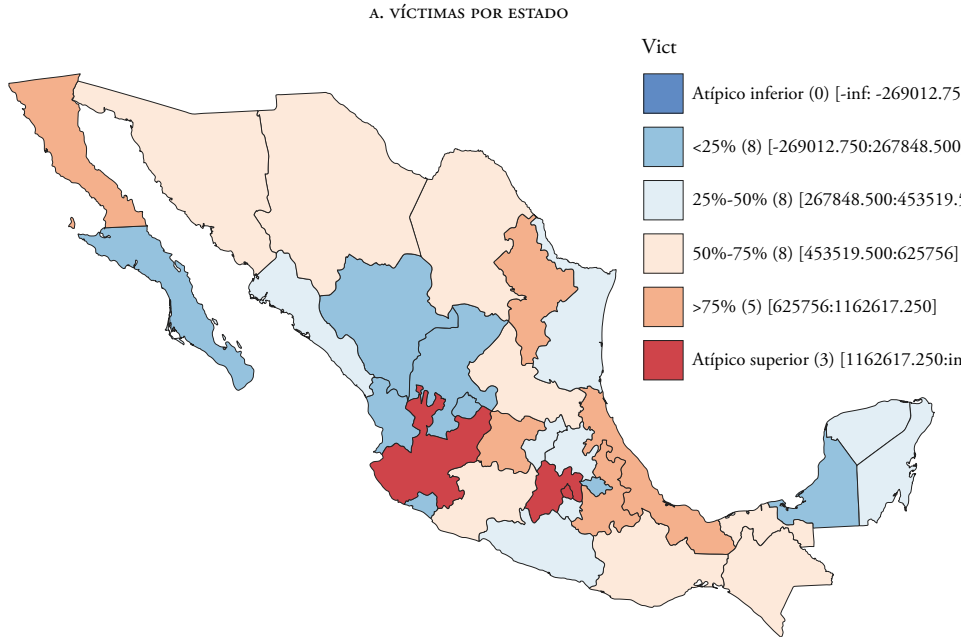 A. VÍCTIMAS POR ESTADO
Vict
Atípico inferior (0) [-inf: -269012.75
<25% (8) [-269012.750:267848.500
25%-50% (8) [267848.500:453519.5
50%-75% (8) [453519.500:625756]
>75% (5) [625756:1162617.250]
Atípico superior (3) [1162617.250:in